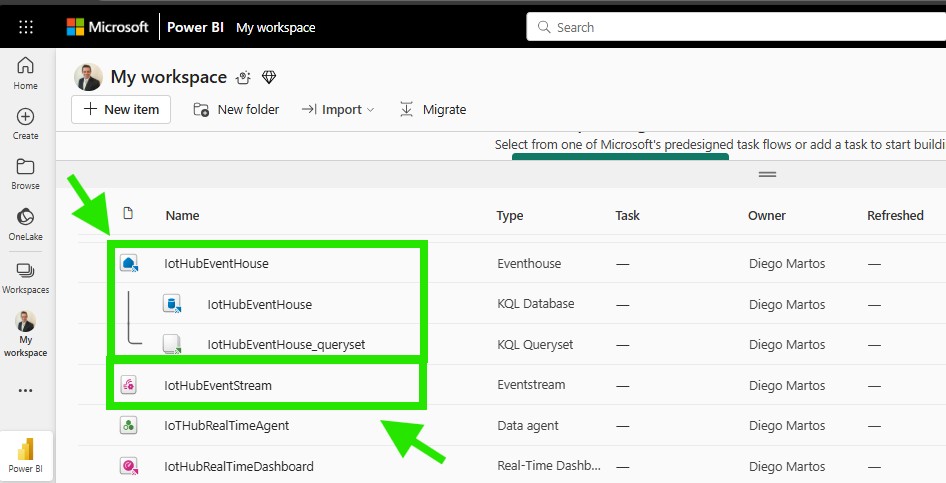 Microsoft Power BI My workspace
Search
Home
Create
Browse
OneLake
Workspaces
My workspace
Power BI
My workspace
New item New folder Import Migrate
Select from one of Microsoft's predesigned task flows or add a task to start buildi
Name Type Task Owner Refreshed
IotHubEventHouse Eventhouse — Diego Martos —
IotHubEventHouse KQL Database — Diego Martos —
IotHubEventHouse_queryset KQL Queryset — Diego Martos —
IotHubEventStream Eventstream — Diego Martos —
IoTHubRealTimeAgent Data agent — Diego Martos —
IotHubRealTimeDashboard Real-Time Dashb... — Diego Martos —